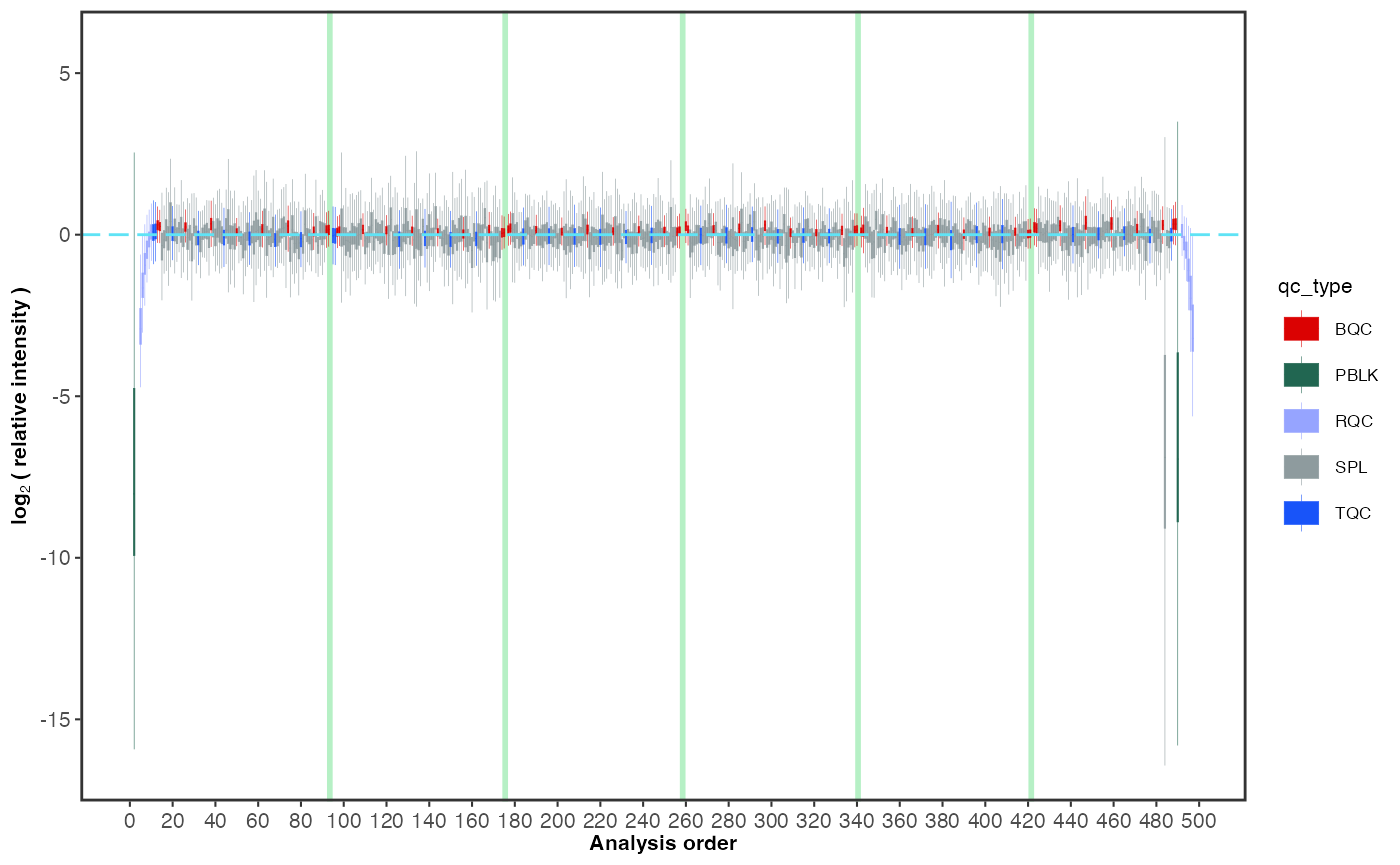 log₂ ( relative intensity )
5
0
-5
-10
-15
0 20 40 60 80 100 120 140 160 180 200 220 240 260 280 300 320 340 360 380 400 420 440 460 480 500
Analysis order
qc_type
BQC
PBLK
RQC
SPL
TQC